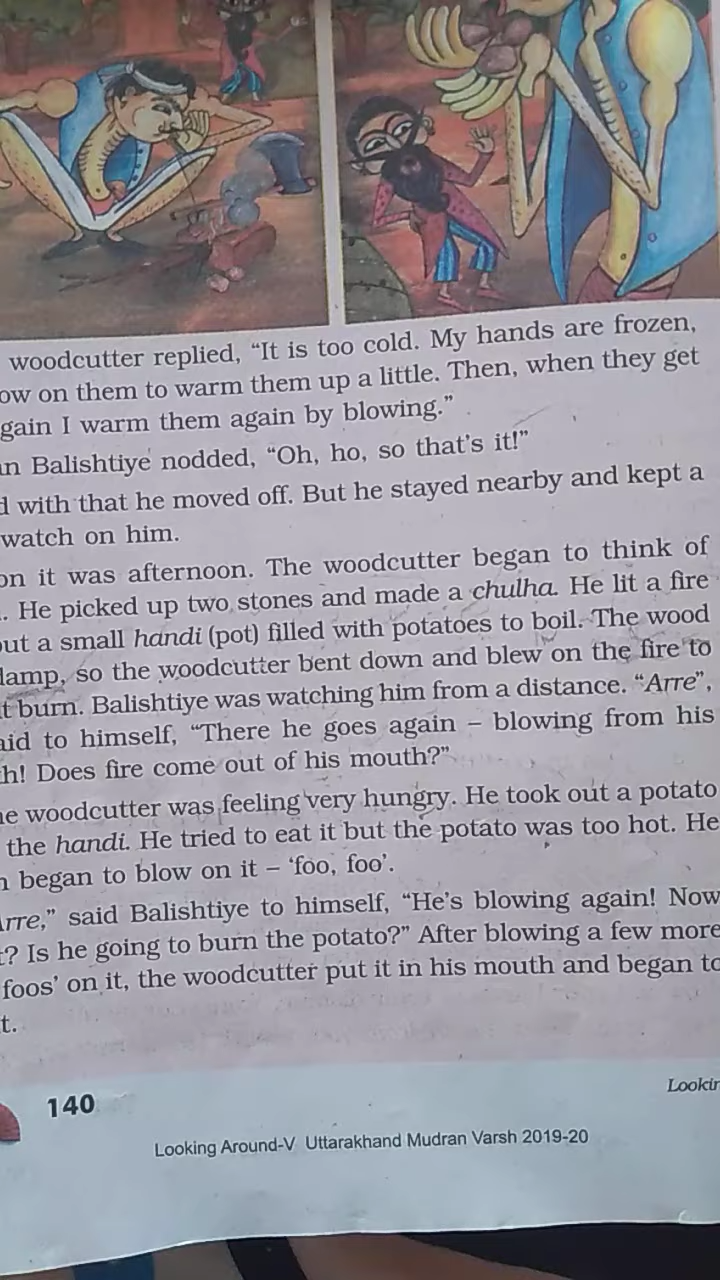 woodcutter replied, “It is too cold. My hands are frozen,
ow on them to warm them up a little. Then, when they get
gain I warm them again by blowing.”
an Balishtiye nodded, “Oh, ho, so that’s it!”
d with that he moved off. But he stayed nearby and kept a
watch on him.
on it was afternoon. The woodcutter began to think of
. He picked up two stones and made a chulha. He lit a fire
out a small handi (pot) filled with potatoes to boil. The wood
damp, so the woodcutter bent down and blew on the fire to
it burn. Balishtiye was watching him from a distance. “Arre”,
aid to himself, “There he goes again – blowing from his
h! Does fire come out of his mouth?”
he woodcutter was feeling very hungry. He took out a potato
the handi. He tried to eat it but the potato was too hot. He
n began to blow on it – ‘foo, foo’.
Arre,” said Balishtiye to himself, “He’s blowing again! Now
t? Is he going to burn the potato?” After blowing a few more
foos’ on it, the woodcutter put it in his mouth and began to
t.
140
Lookin
Looking Around-V Uttarakhand Mudran Varsh 2019-20